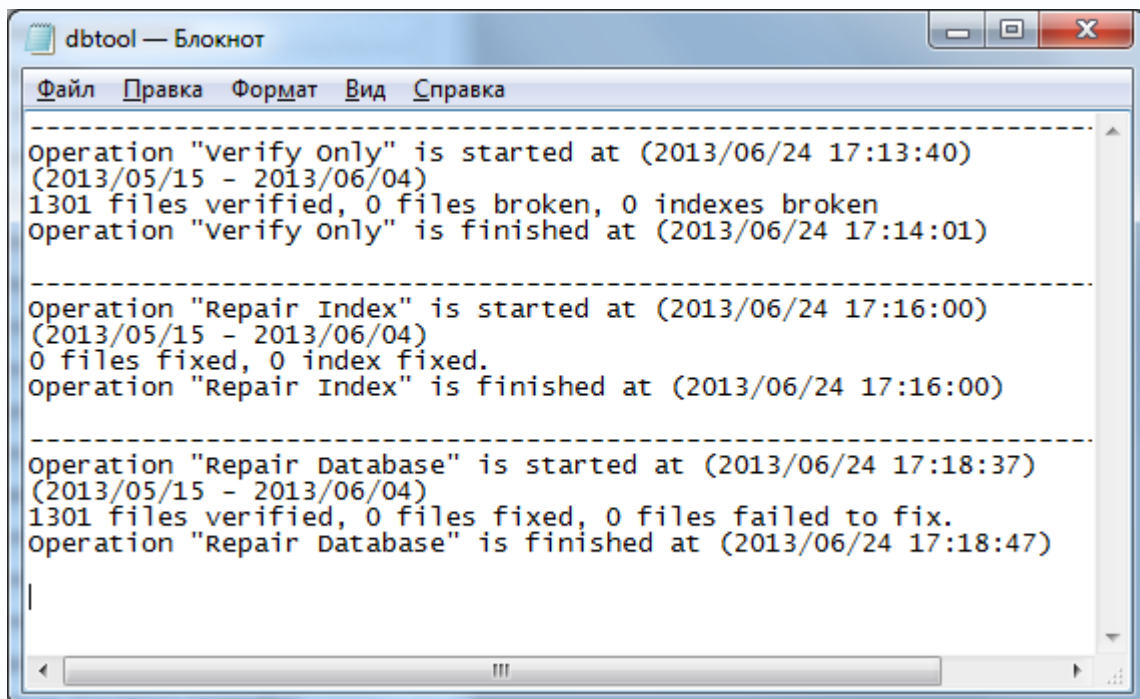 dbtool — Блокнот
Файл Правка Формат Вид Справка
--------------------------------------------------------------------
Operation "Verify Only" is started at (2013/06/24 17:13:40)
(2013/05/15 - 2013/06/04)
1301 files verified, 0 files broken, 0 indexes broken
Operation "Verify Only" is finished at (2013/06/24 17:14:01)
--------------------------------------------------------------------
Operation "Repair Index" is started at (2013/06/24 17:16:00)
(2013/05/15 - 2013/06/04)
0 files fixed, 0 index fixed.
Operation "Repair Index" is finished at (2013/06/24 17:16:00)
--------------------------------------------------------------------
Operation "Repair Database" is started at (2013/06/24 17:18:37)
(2013/05/15 - 2013/06/04)
1301 files verified, 0 files fixed, 0 files failed to fix.
Operation "Repair Database" is finished at (2013/06/24 17:18:47)